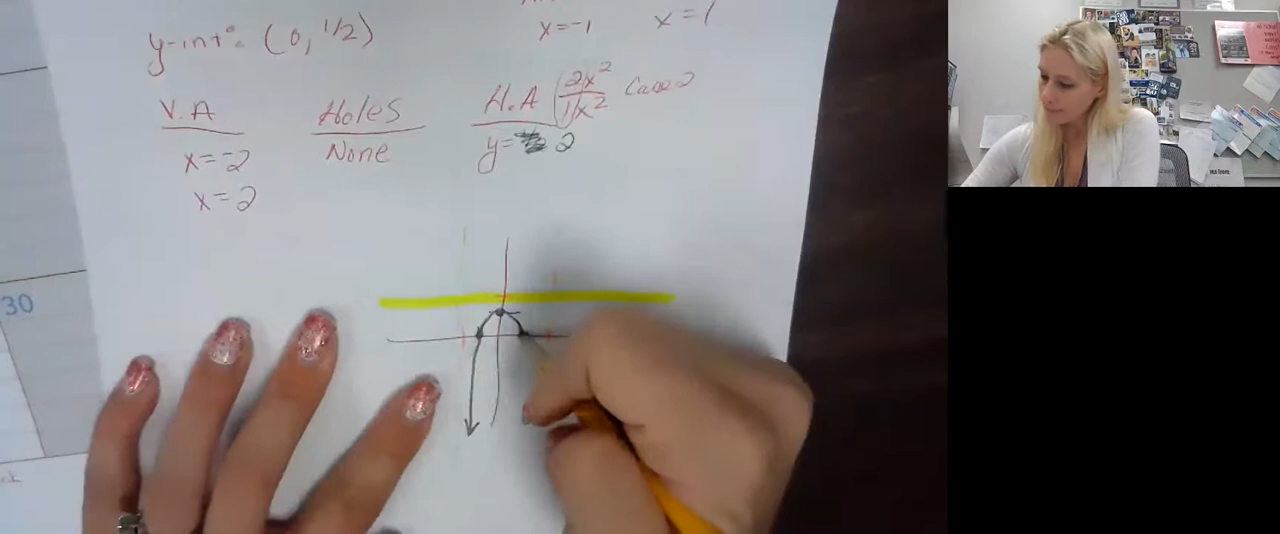 x=-1 x=1
y-int: (0, 1/2)
V.A Holes H.A 2x²/1x² Case 2
x=-2 None y= 2
x=2
30